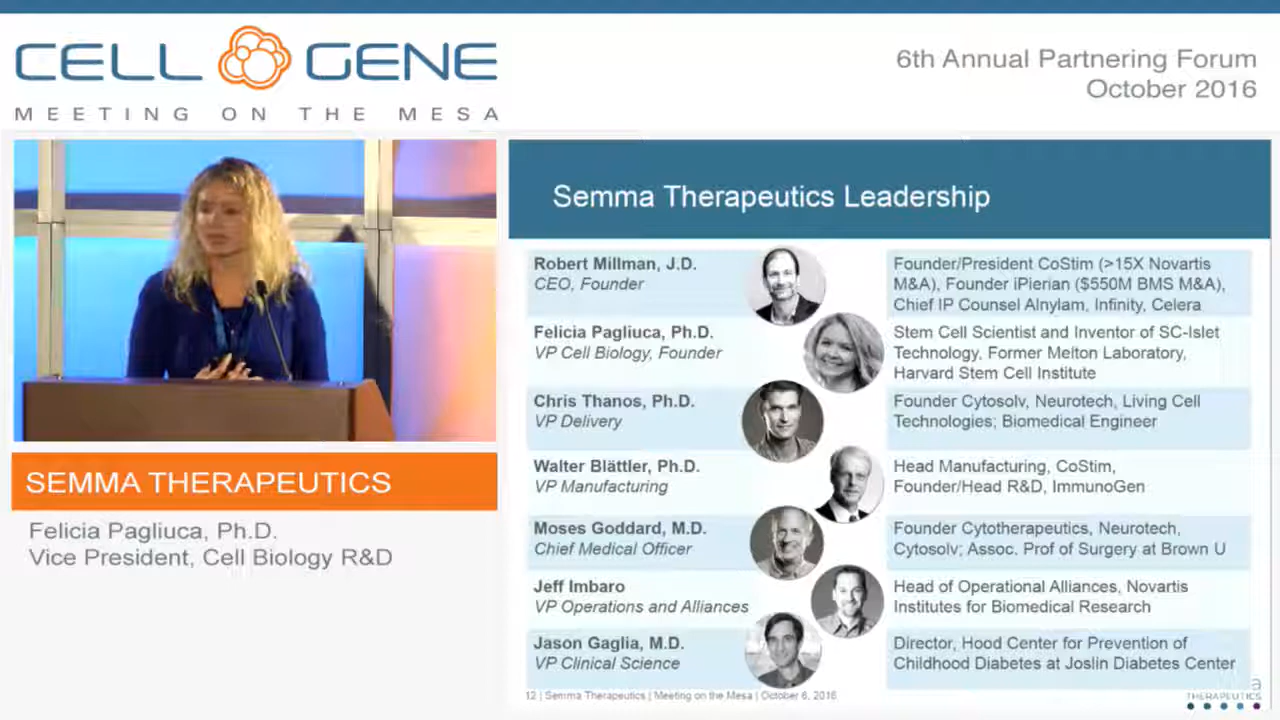 CELL GENE
MEETING ON THE MESA
6th Annual Partnering Forum
October 2016
SEMMA THERAPEUTICS
Felicia Pagliuca, Ph.D.
Vice President, Cell Biology R&D
Semma Therapeutics Leadership
Robert Millman, J.D.
CEO, Founder
Founder/President CoStim (>15X Novartis
M&A), Founder iPierian ($550M BMS M&A),
Chief IP Counsel Alnylam, Infinity, Celera
Felicia Pagliuca, Ph.D.
VP Cell Biology, Founder
Stem Cell Scientist and Inventor of SC-Islet
Technology, Former Melton Laboratory,
Harvard Stem Cell Institute
Chris Thanos, Ph.D.
VP Delivery
Founder Cytosolv, Neurotech, Living Cell
Technologies; Biomedical Engineer
Walter Blättler, Ph.D.
VP Manufacturing
Head Manufacturing, CoStim,
Founder/Head R&D, ImmunoGen
Moses Goddard, M.D.
Chief Medical Officer
Founder Cytotherapeutics, Neurotech,
Cytosolv; Assoc. Prof of Surgery at Brown U
Jeff Imbaro
VP Operations and Alliances
Head of Operational Alliances, Novartis
Institutes for Biomedical Research
Jason Gaglia, M.D.
VP Clinical Science
Director, Hood Center for Prevention of
Childhood Diabetes at Joslin Diabetes Center
12 | Semma Therapeutics | Meeting on the Mesa | October 6, 2016
THERAPEUTICS